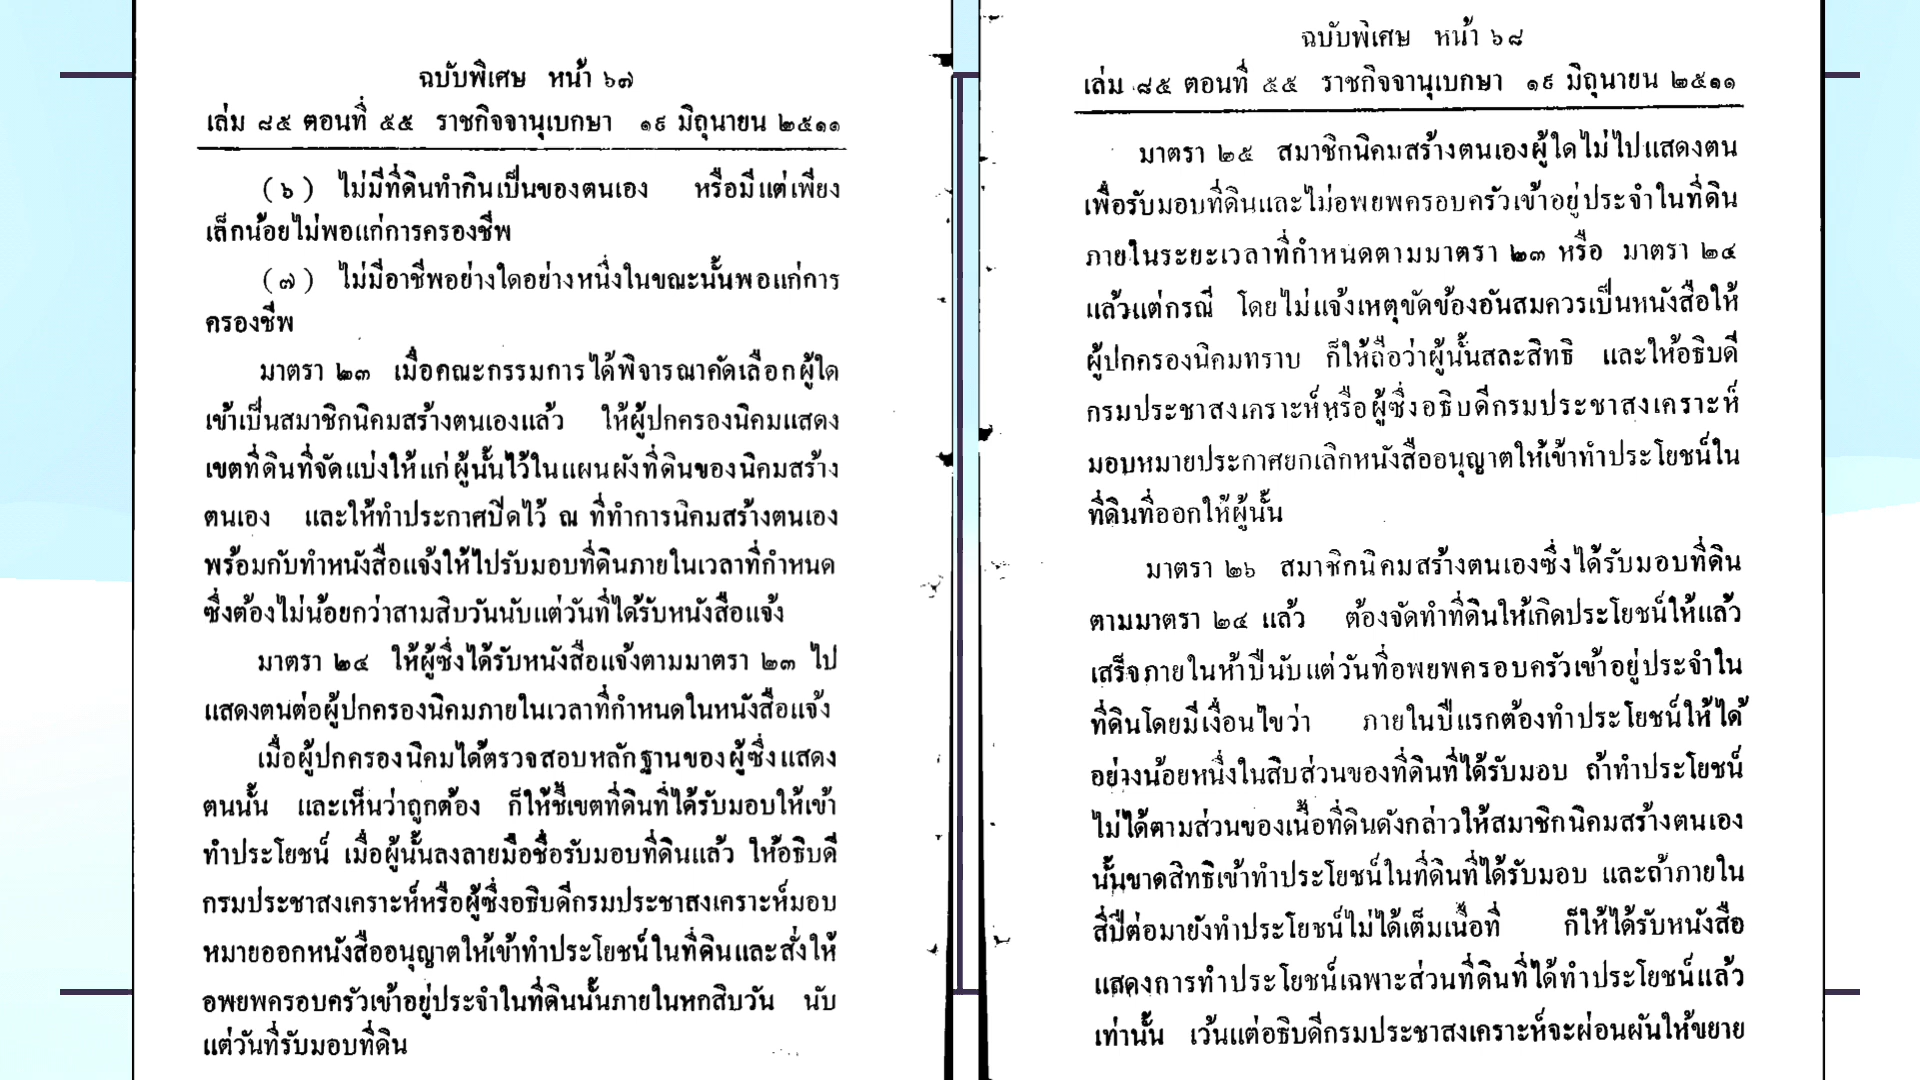 ฉบับพิเศษ หน้า ๖๗
เล่ม ๘๕ ตอนที่ ๕๕ ราชกิจจานุเบกษา ๑๙ มิถุนายน ๒๕๑๑
(๖) ไม่มีที่ดินทำกินเป็นของตนเอง หรือมีแต่เพียง
เล็กน้อยไม่พอแก่การครองชีพ
(๗) ไม่มีอาชีพอย่างใดอย่างหนึ่งในขณะนั้นพอแก่การ
ครองชีพ
มาตรา ๒๓ เมื่อคณะกรรมการได้พิจารณาคัดเลือกผู้ใด
เข้าเป็นสมาชิกนิคมสร้างตนเองแล้ว ให้ผู้ปกครองนิคมแสดง
เขตที่ดินที่จัดแบ่งให้แก่ผู้นั้นไว้ในแผนผังที่ดินของนิคมสร้าง
ตนเอง และให้ทำประกาศปิดไว้ ณ ที่ทำการนิคมสร้างตนเอง
พร้อมกับทำหนังสือแจ้งให้ไปรับมอบที่ดินภายในเวลาที่กำหนด
ซึ่งต้องไม่น้อยกว่าสามสิบวันนับแต่วันที่ได้รับหนังสือแจ้ง
มาตรา ๒๔ ให้ผู้ซึ่งได้รับหนังสือแจ้งตามมาตรา ๒๓ ไป
แสดงตนต่อผู้ปกครองนิคมภายในเวลาที่กำหนดในหนังสือแจ้ง
เมื่อผู้ปกครองนิคมได้ตรวจสอบหลักฐานของผู้ซึ่งแสดง
ตนนั้น และเห็นว่าถูกต้อง ก็ให้ชี้เขตที่ดินที่ได้รับมอบให้เข้า
ทำประโยชน์ เมื่อผู้นั้นลงลายมือชื่อรับมอบที่ดินแล้ว ให้อธิบดี
กรมประชาสงเคราะห์หรือผู้ซึ่งอธิบดีกรมประชาสงเคราะห์มอบ
หมายออกหนังสืออนุญาตให้เข้าทำประโยชน์ในที่ดินและสั่งให้
อพยพครอบครัวเข้าอยู่ประจำในที่ดินนั้นภายในหกสิบวัน นับ
แต่วันที่รับมอบที่ดิน
ฉบับพิเศษ หน้า ๖๘
เล่ม ๘๕ ตอนที่ ๕๕ ราชกิจจานุเบกษา ๑๙ มิถุนายน ๒๕๑๑
มาตรา ๒๕ สมาชิกนิคมสร้างตนเองผู้ใดไม่ไปแสดงตน
เพื่อรับมอบที่ดินและไม่อพยพครอบครัวเข้าอยู่ประจำในที่ดิน
ภายในระยะเวลาที่กำหนดตามมาตรา ๒๓ หรือ มาตรา ๒๔
แล้วแต่กรณี โดยไม่แจ้งเหตุขัดข้องอันสมควรเป็นหนังสือให้
ผู้ปกครองนิคมทราบ ก็ให้ถือว่าผู้นั้นสละสิทธิ และให้อธิบดี
กรมประชาสงเคราะห์หรือผู้ซึ่งอธิบดีกรมประชาสงเคราะห์
มอบหมายประกาศยกเลิกหนังสืออนุญาตให้เข้าทำประโยชน์ใน
ที่ดินที่ออกให้ผู้นั้น
มาตรา ๒๖ สมาชิกนิคมสร้างตนเองซึ่งได้รับมอบที่ดิน
ตามมาตรา ๒๔ แล้ว ต้องจัดทำที่ดินให้เกิดประโยชน์ให้แล้ว
เสร็จภายในห้าปีนับแต่วันที่อพยพครอบครัวเข้าอยู่ประจำใน
ที่ดินโดยมีเงื่อนไขว่า ภายในปีแรกต้องทำประโยชน์ให้ได้
อย่างน้อยหนึ่งในสิบส่วนของที่ดินที่ได้รับมอบ ถ้าทำประโยชน์
ไม่ได้ตามส่วนของเนื้อที่ดินดังกล่าวให้สมาชิกนิคมสร้างตนเอง
นั้นขาดสิทธิเข้าทำประโยชน์ในที่ดินที่ได้รับมอบ และถ้าภายใน
สี่ปีต่อมายังทำประโยชน์ไม่ได้เต็มเนื้อที่ ก็ให้ได้รับหนังสือ
แสดงการทำประโยชน์เฉพาะส่วนที่ดินที่ได้ทำประโยชน์แล้ว
เท่านั้น เว้นแต่อธิบดีกรมประชาสงเคราะห์จะผ่อนผันให้ขยาย